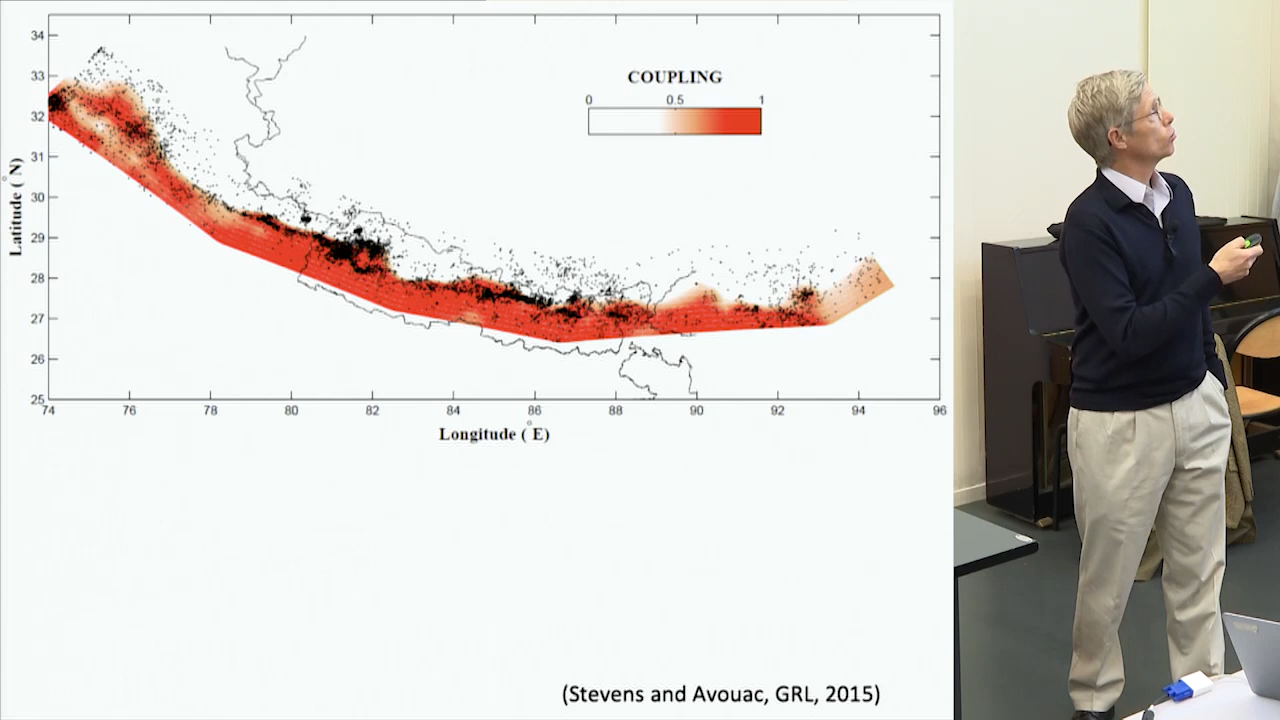 COUPLING
0 0.5 1
34
33
32
31
30
29
28
27
26
25
Latitude (°N)
74 76 78 80 82 84 86 88 90 92 94 96
Longitude (°E)
(Stevens and Avouac, GRL, 2015)